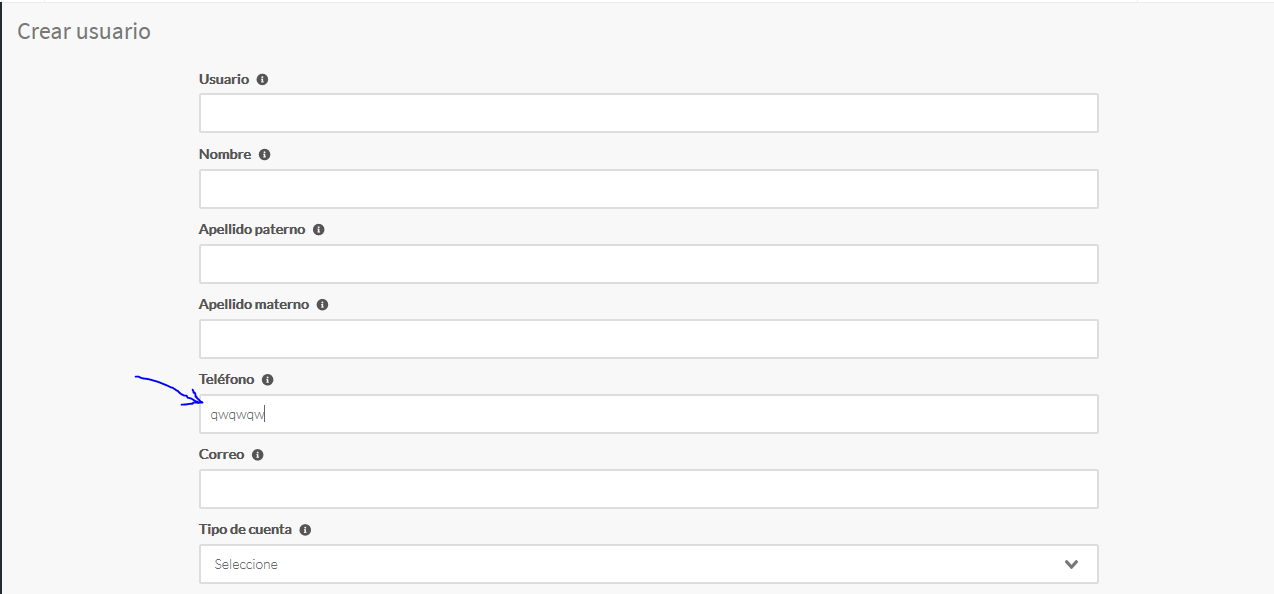 Crear usuario
Usuario
Nombre
Apellido paterno
Apellido materno
Teléfono
qwqwqw
Correo
Tipo de cuenta
Seleccione